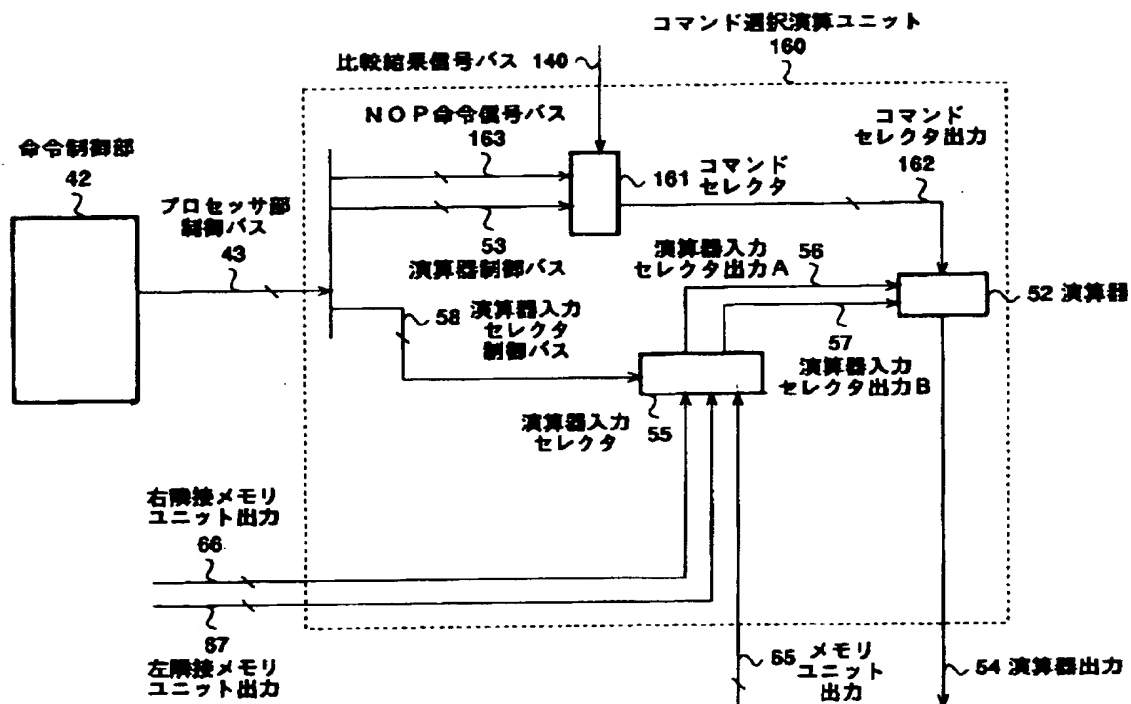 コマンド選択演算ユニット
160
比較結果信号バス 140
NOP命令信号バス
163
コマンド
セレクタ出力
162
命令制御部
42
プロセッサ部
制御バス
43
161 コマンド
セレクタ
53
演算器制御バス
演算器入力
セレクタ出力A
56
52 演算器
58 演算器入力
セレクタ
制御バス
57
演算器入力
セレクタ出力B
演算器入力
セレクタ
55
右隣接メモリ
ユニット出力
66
67
左隣接メモリ
ユニット出力
65 メモリ
ユニット
出力
54 演算器出力